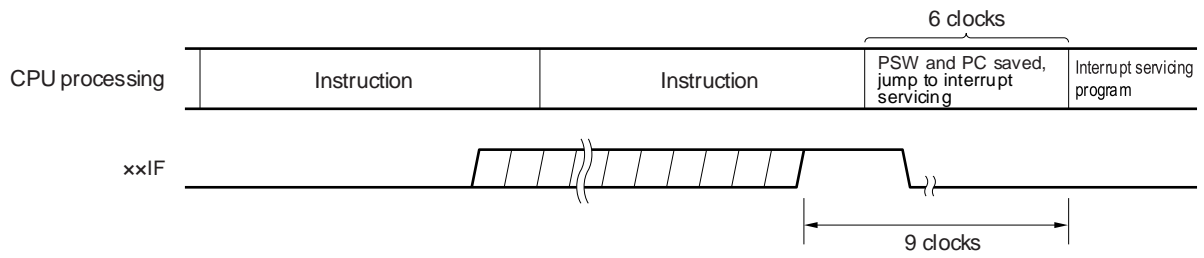 6 clocks
CPU processing
Instruction
Instruction
PSW and PC saved,
jump to interrupt
servicing
Interrupt servicing
program
××IF
9 clocks